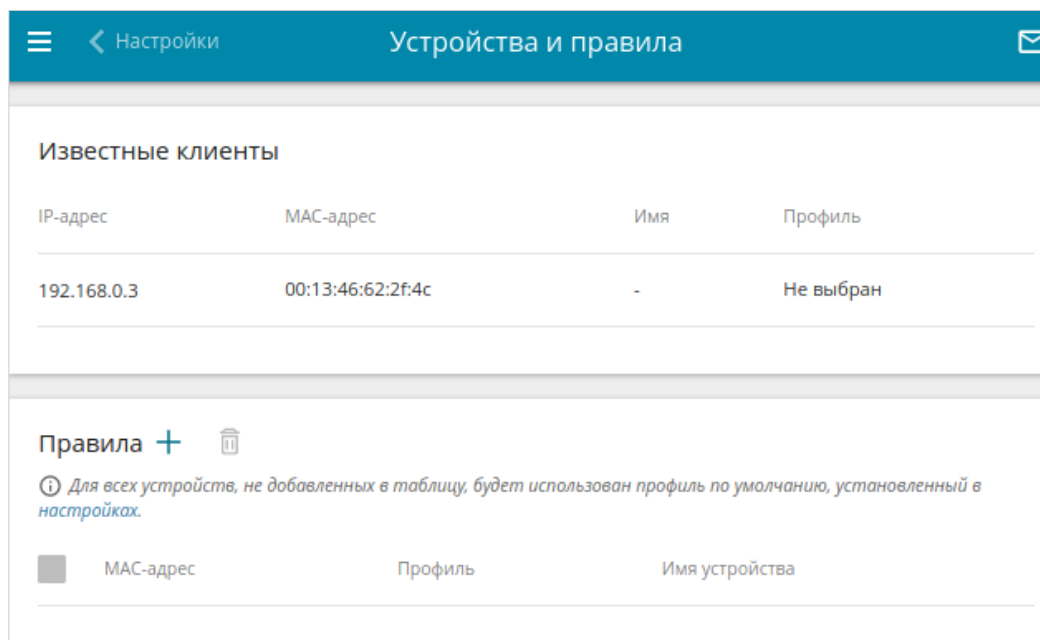 Настройки
Устройства и правила
Известные клиенты
IP-адрес MAC-адрес Имя Профиль
192.168.0.3 00:13:46:62:2f:4c - Не выбран
Правила
Для всех устройств, не добавленных в таблицу, будет использован профиль по умолчанию, установленный в
настройках.
MAC-адрес Профиль Имя устройства